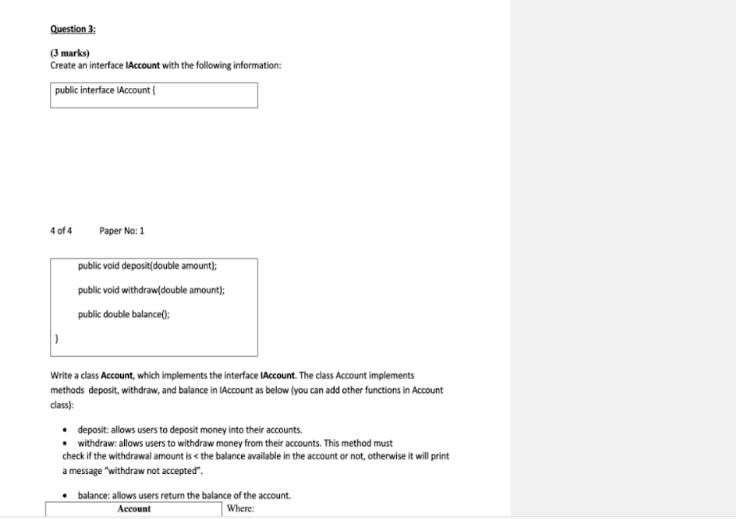 Question 3:
(3 marks)
Create an interface IAccount with the following information:
public interface IAccount {
4 of 4 Paper No: 1
public void deposit(double amount);
public void withdraw(double amount);
public double balance();
}
Write a class Account, which implements the interface IAccount. The class Account implements
methods deposit, withdraw, and balance in IAccount as below (you can add other functions in Account
class):
• deposit: allows users to deposit money into their accounts.
• withdraw: allows users to withdraw money from their accounts. This method must
check if the withdrawal amount is < the balance available in the account or not, otherwise it will print
a message "withdraw not accepted".
• balance: allows users return the balance of the account.
Account Where: